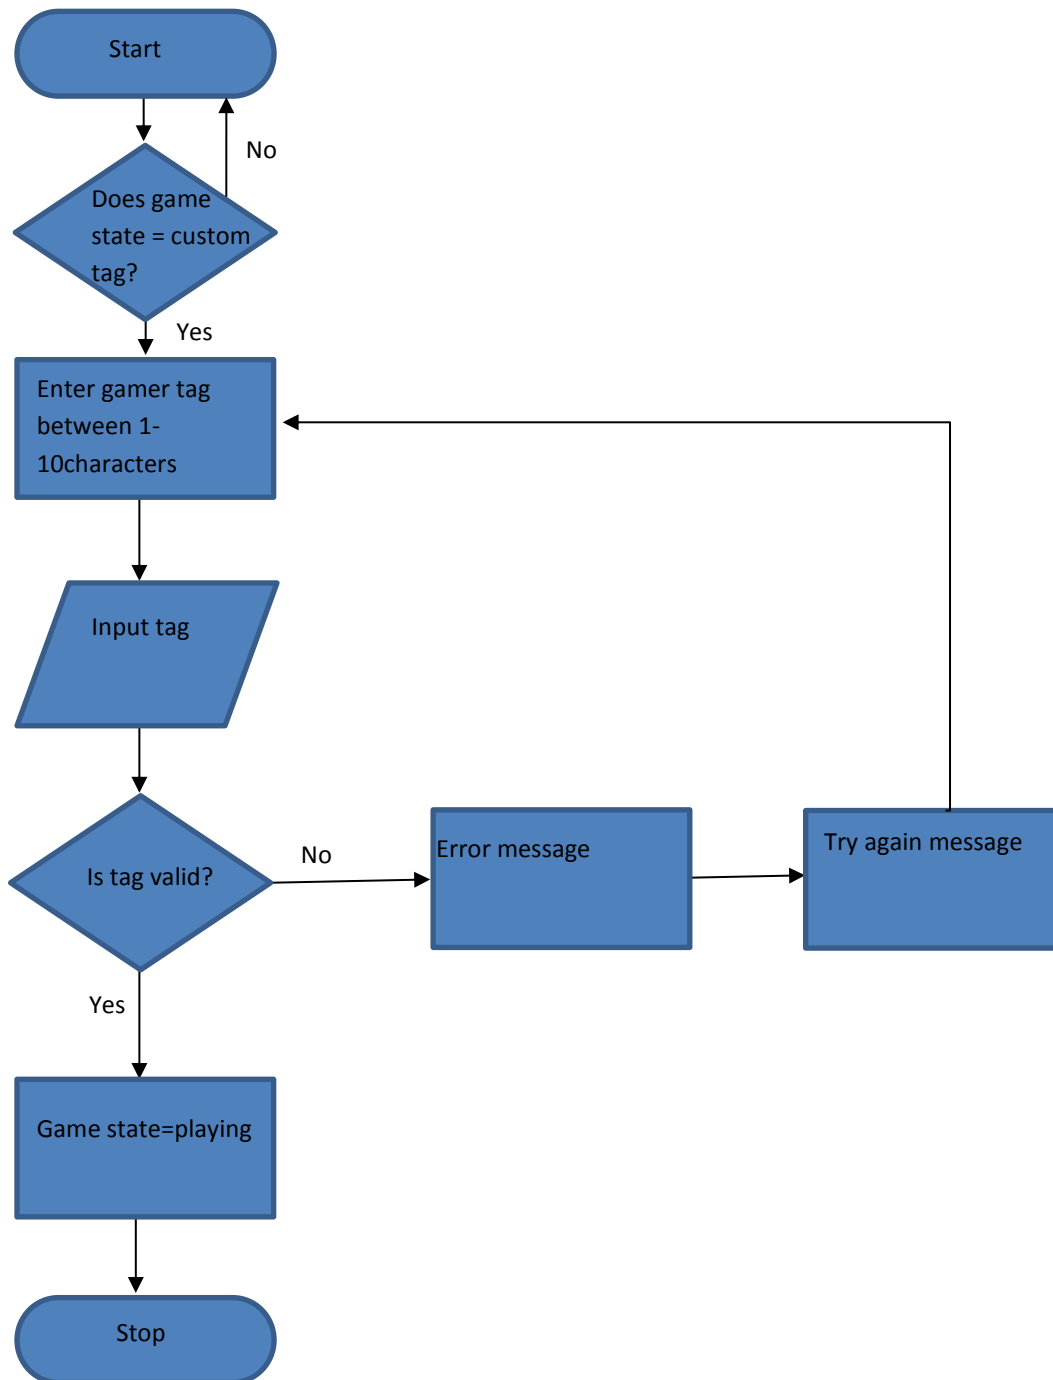 Start
No
Does game
state = custom
tag?
Yes
Enter gamer tag
between 1-
10characters
Input tag
Is tag valid?
No
Error message
Try again message
Yes
Game state=playing
Stop